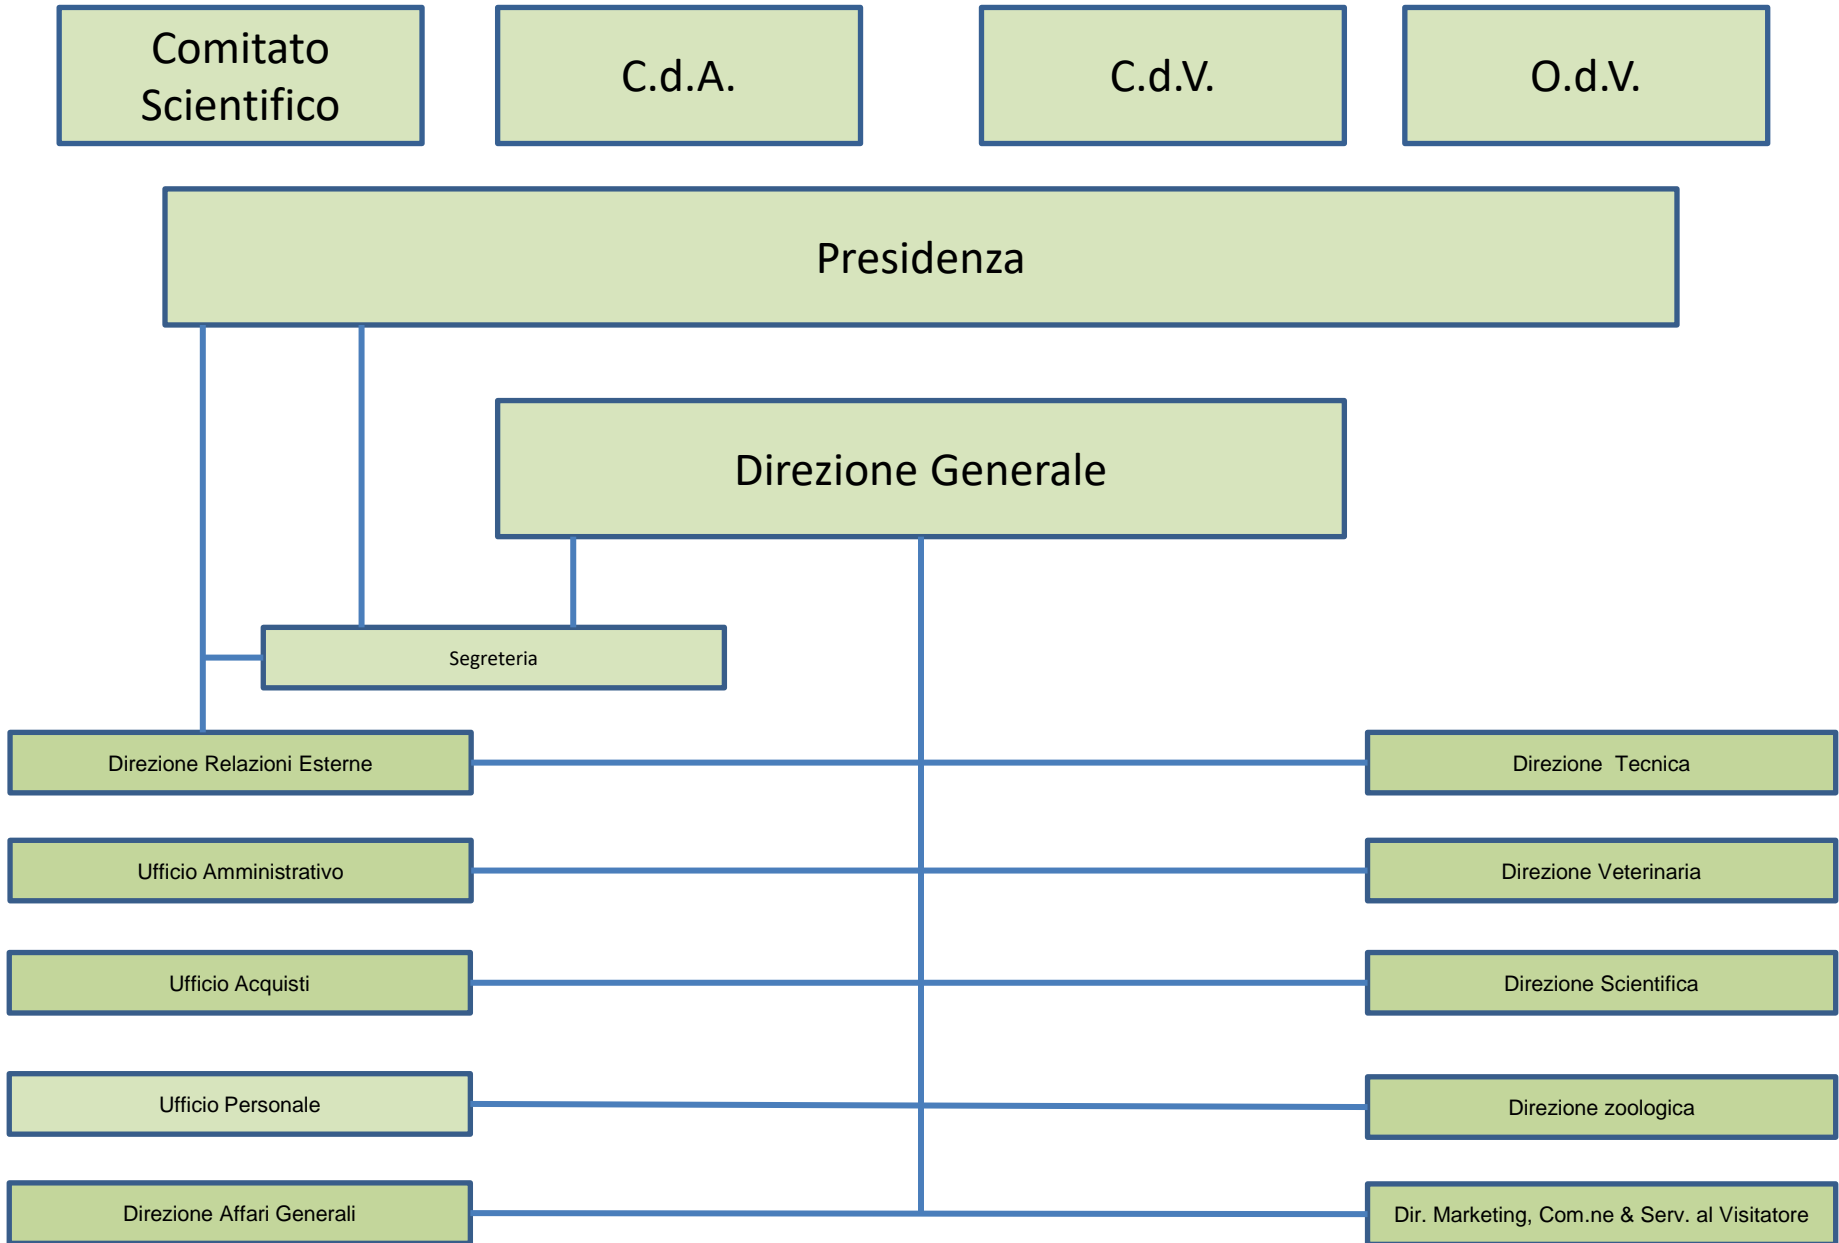 Comitato
Scientifico
C.d.A.
C.d.V.
O.d.V.
Presidenza
Direzione Generale
Segreteria
Direzione Relazioni Esterne
Direzione Tecnica
Ufficio Amministrativo
Direzione Veterinaria
Ufficio Acquisti
Direzione Scientifica
Ufficio Personale
Direzione zoologica
Direzione Affari Generali
Dir. Marketing, Com.ne & Serv. al Visitatore